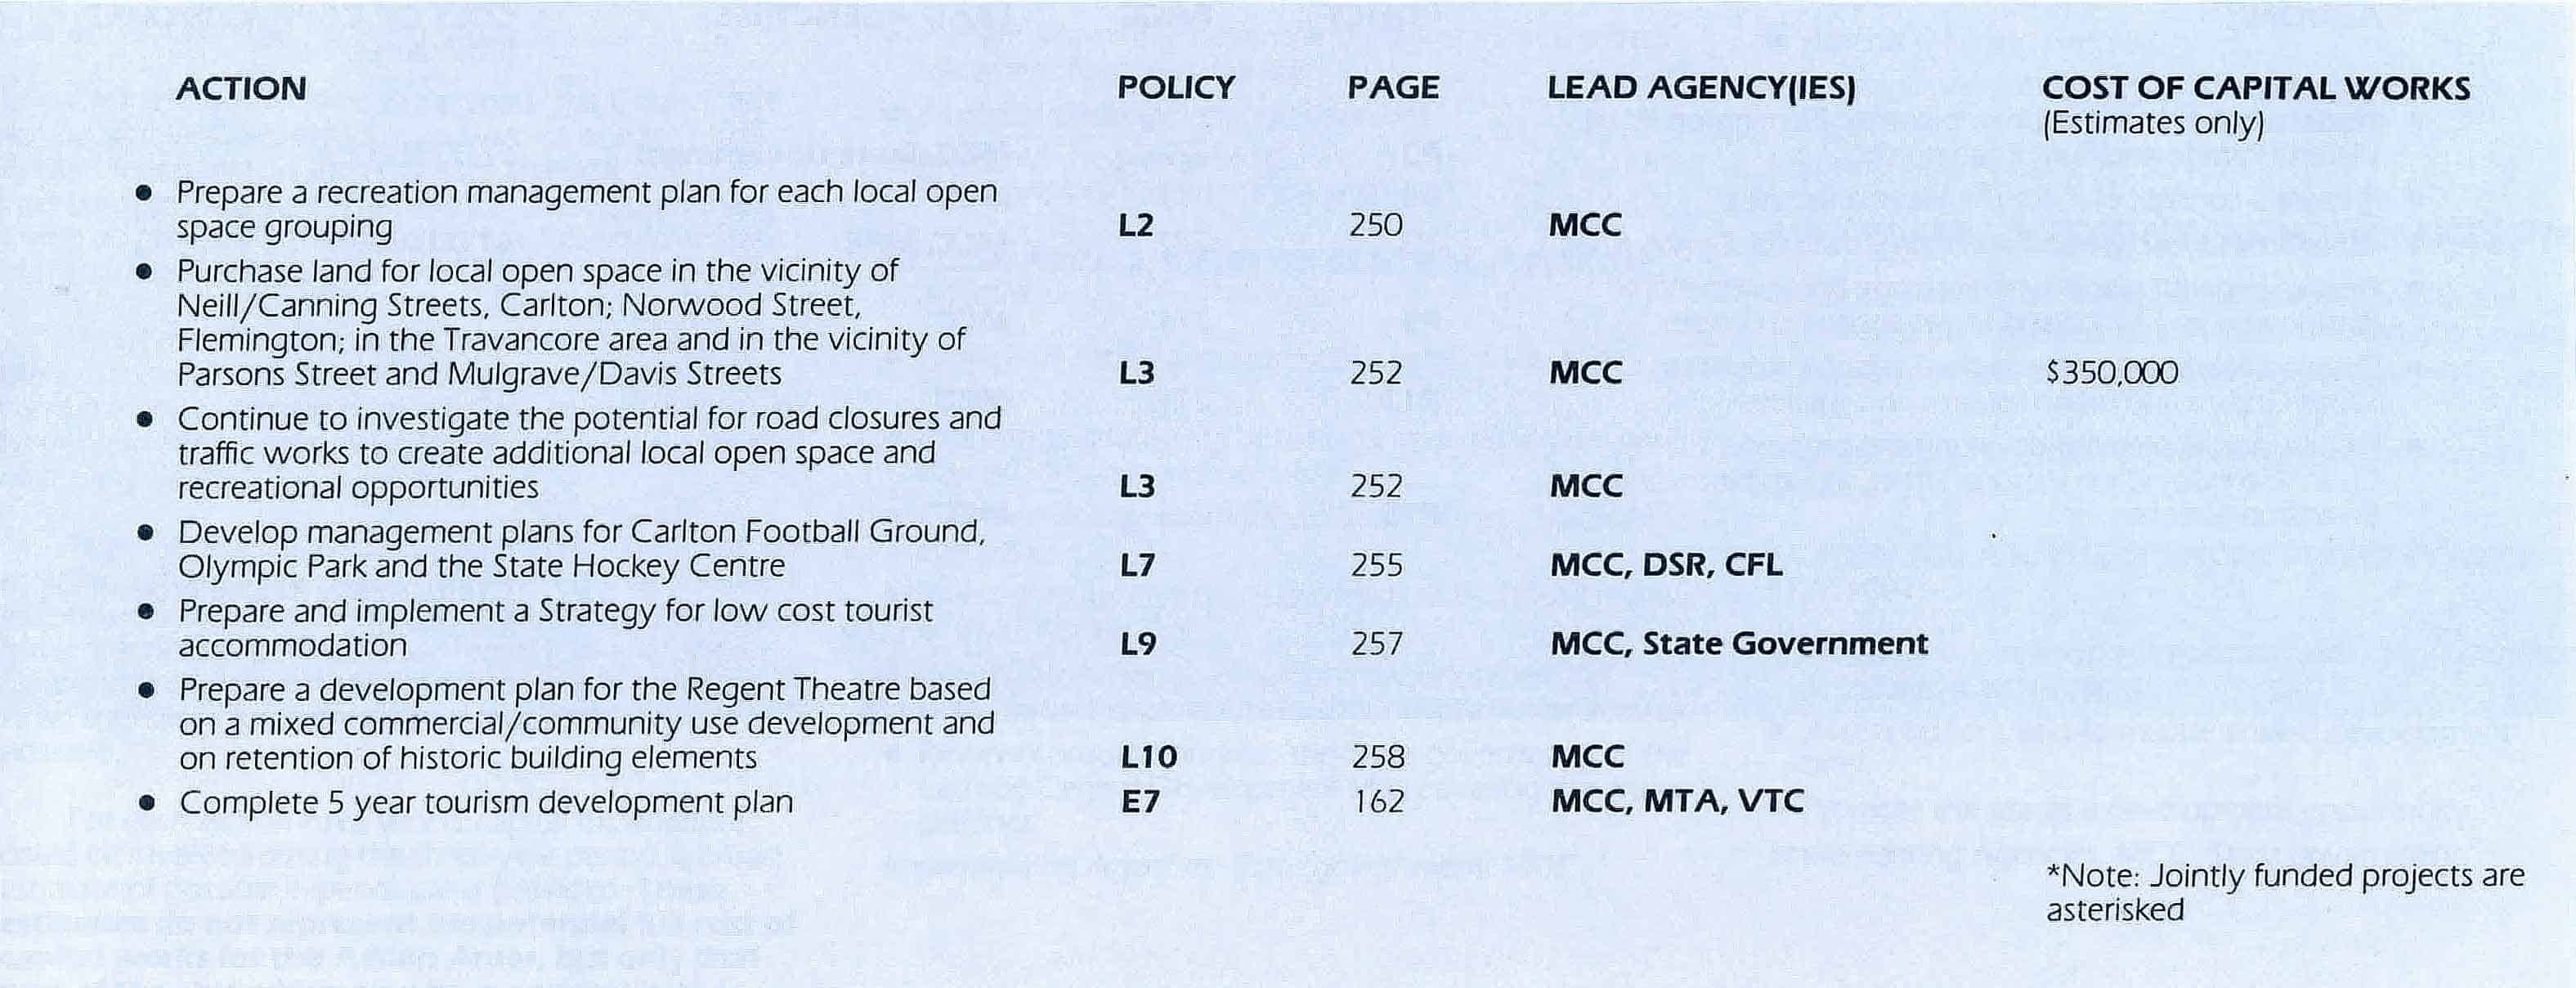 ACTION POLICY PAGE LEAD AGENCY(IES) COST OF CAPITAL WORKS
(Estimates only)
• Prepare a recreation management plan for each local open
space grouping L2 250 MCC
• Purchase land for local open space in the vicinity of
Neill/Canning Streets, Carlton; Norwood Street,
Flemington; in the Travancore area and in the vicinity of
Parsons Street and Mulgrave/Davis Streets L3 252 MCC $350,000
• Continue to investigate the potential for road closures and
traffic works to create additional local open space and
recreational opportunities L3 252 MCC
• Develop management plans for Carlton Football Ground,
Olympic Park and the State Hockey Centre L7 255 MCC, DSR, CFL
• Prepare and implement a Strategy for low cost tourist
accommodation L9 257 MCC, State Government
• Prepare a development plan for the Regent Theatre based
on a mixed commercial/community use development and
on retention of historic building elements L10 258 MCC
• Complete 5 year tourism development plan E7 162 MCC, MTA, VTC
*Note: Jointly funded projects are
asterisked